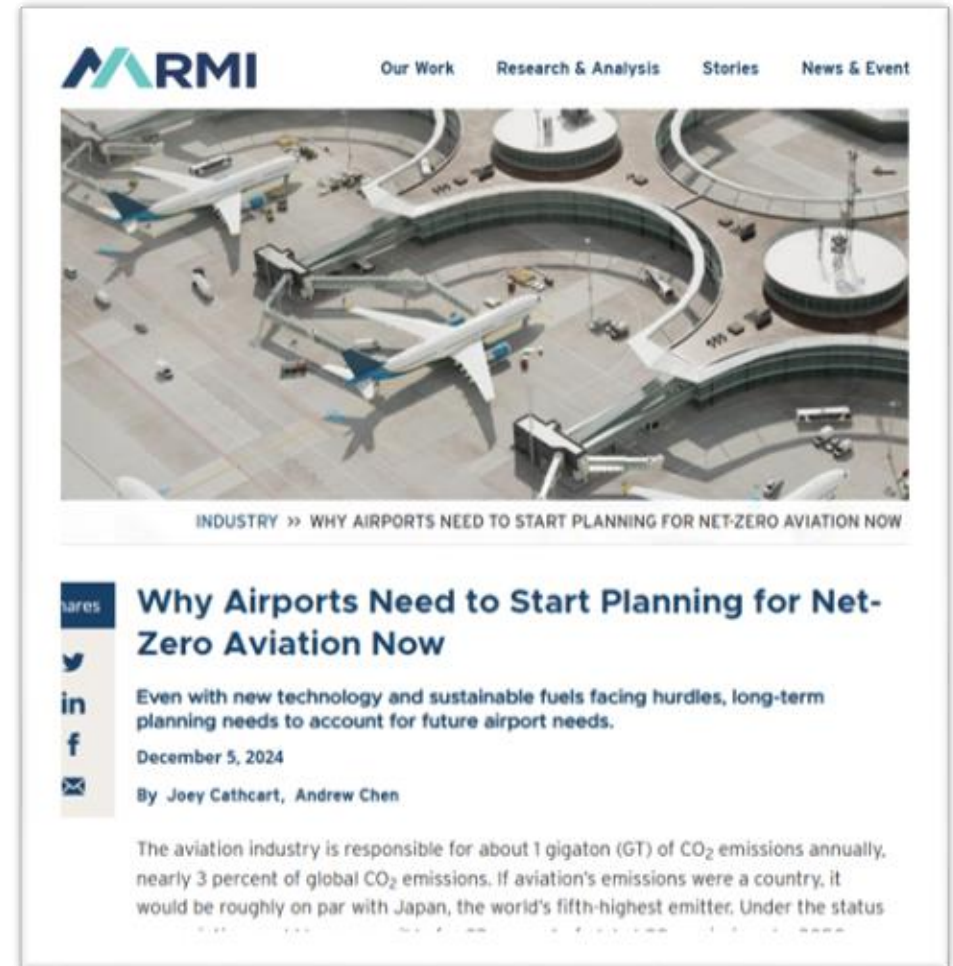 RMI
Our Work Research & Analysis Stories News & Event
INDUSTRY >> WHY AIRPORTS NEED TO START PLANNING FOR NET-ZERO AVIATION NOW
hares
Why Airports Need to Start Planning for Net-
Zero Aviation Now
in
Even with new technology and sustainable fuels facing hurdles, long-term
planning needs to account for future airport needs.
f
December 5, 2024
By Joey Cathcart, Andrew Chen
The aviation industry is responsible for about 1 gigaton (GT) of CO₂ emissions annually,
nearly 3 percent of global CO₂ emissions. If aviation's emissions were a country, it
would be roughly on par with Japan, the world's fifth-highest emitter. Under the status